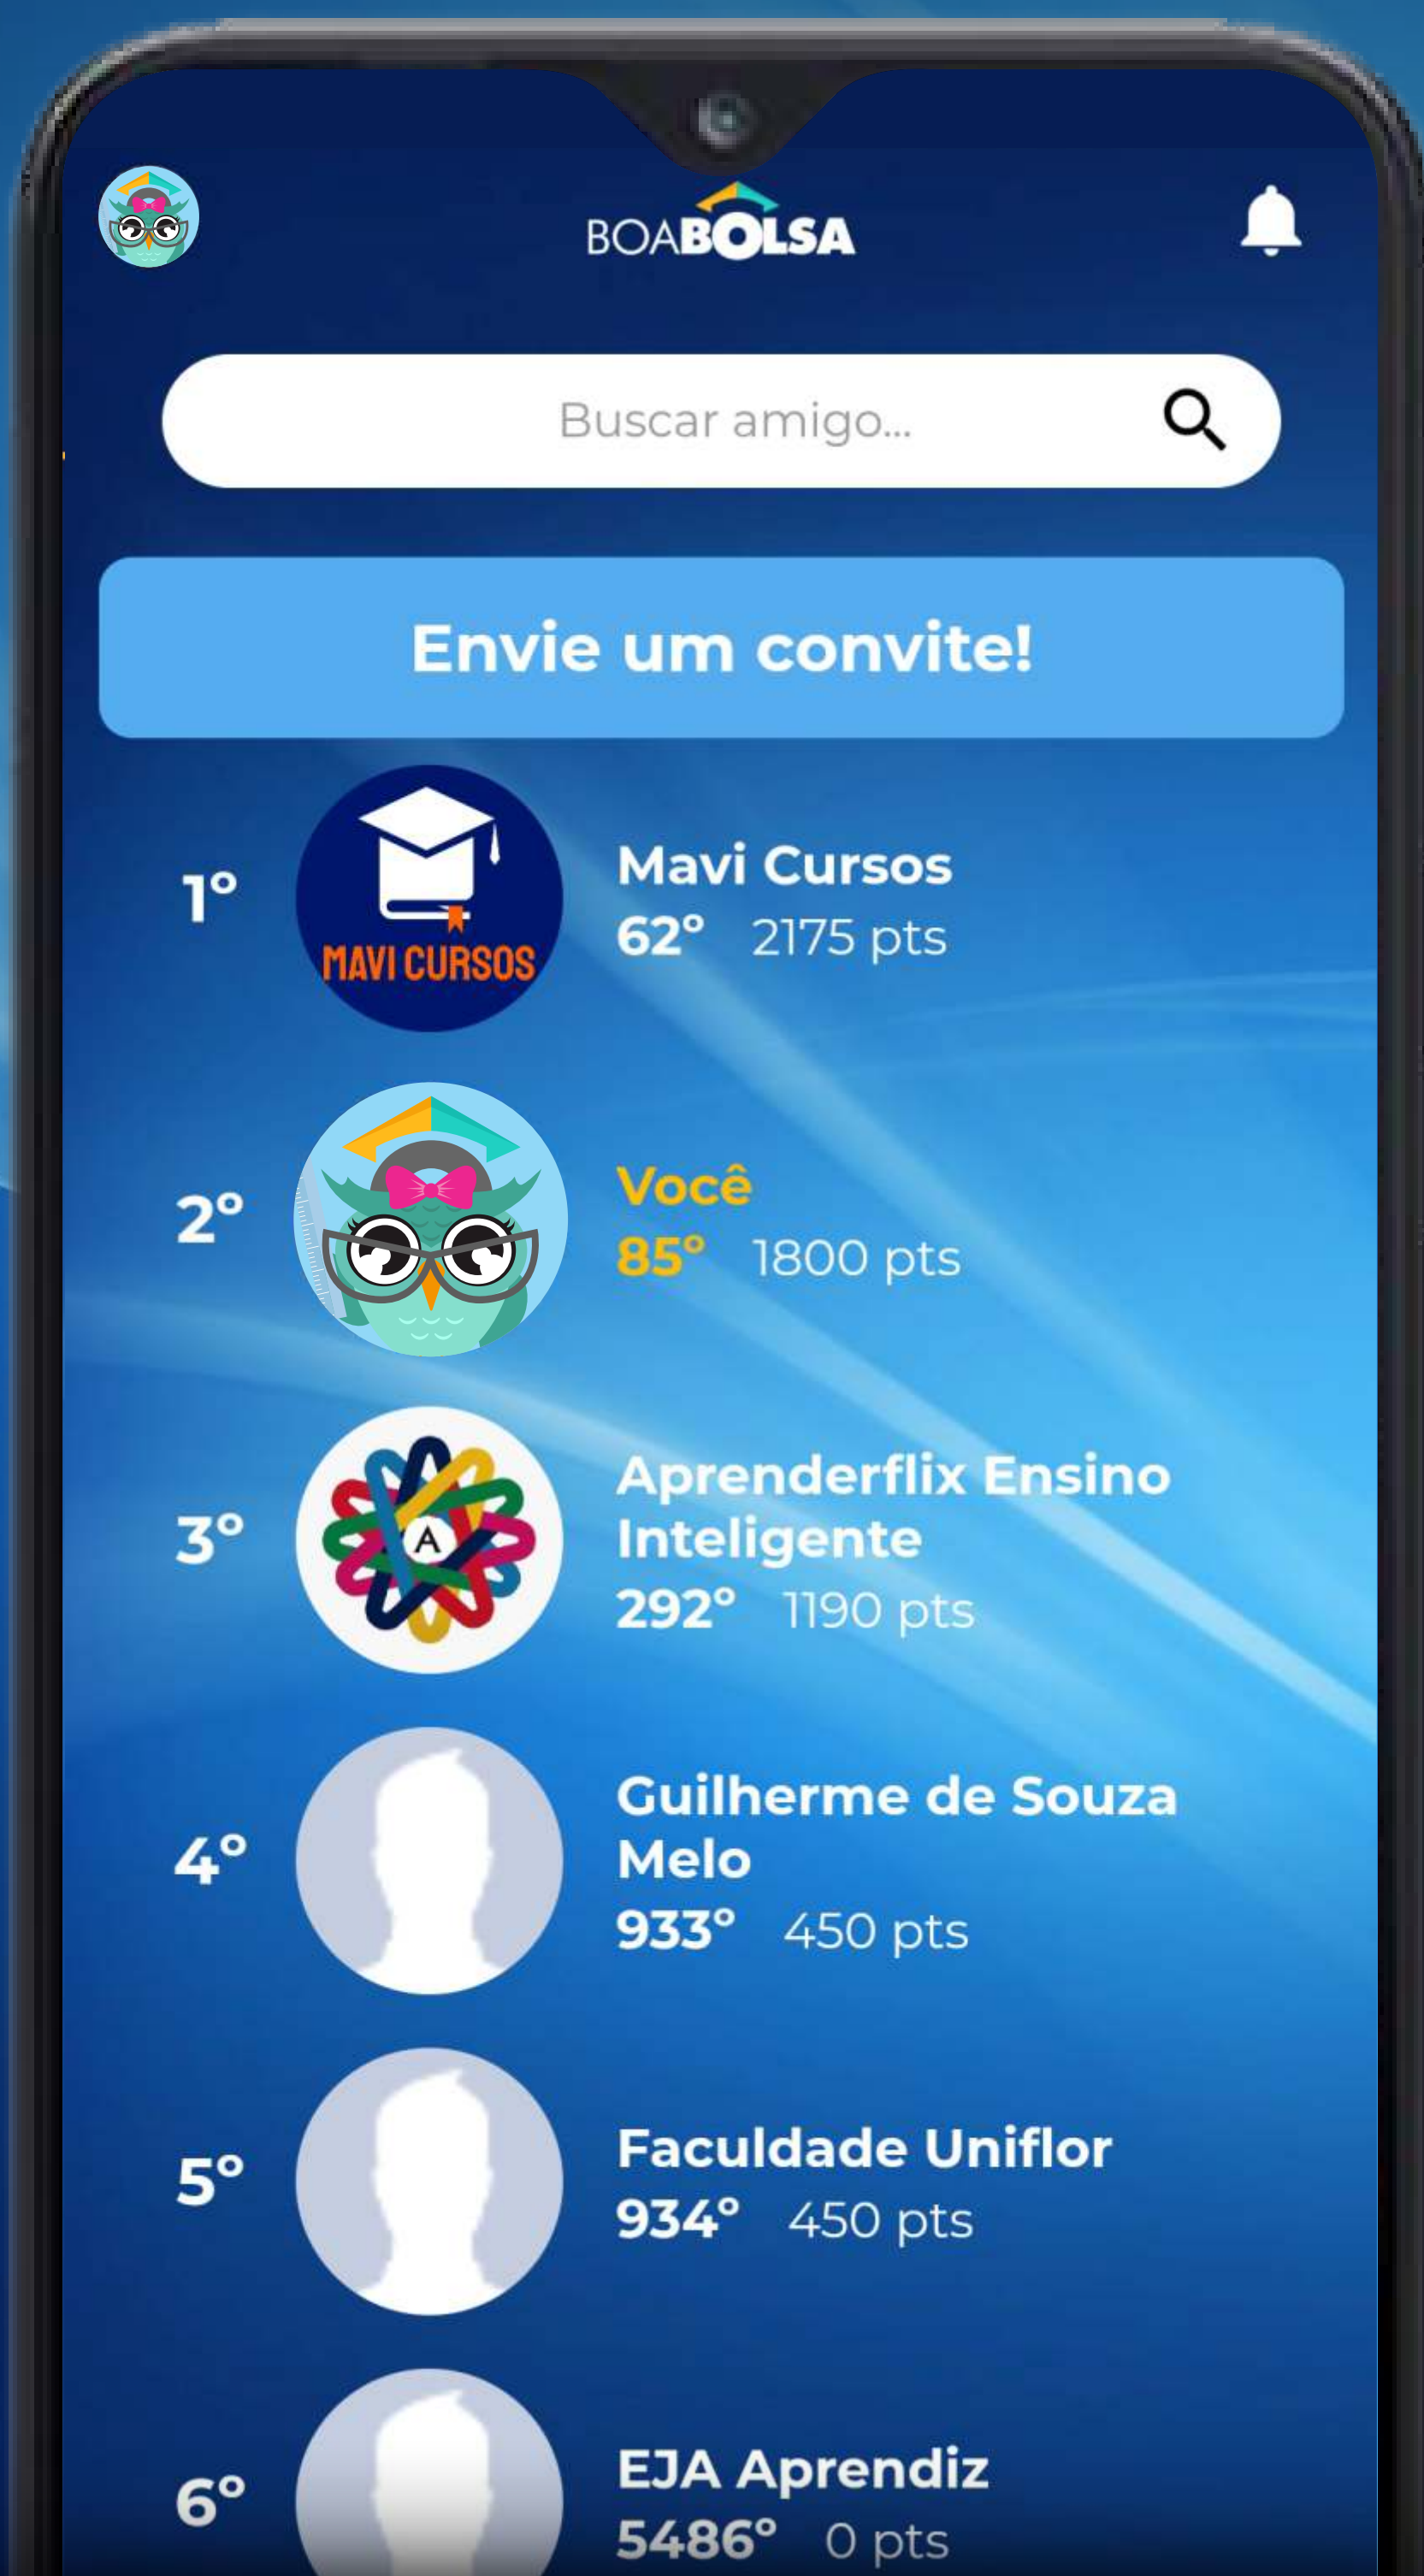 BOABOLSA
Buscar amigo...
Envie um convite!
1º
MAVI CURSOS
Mavi Cursos
62º 2175 pts
2º
Você
85º 1800 pts
3º
A
Aprenderflix Ensino
Inteligente
292º 1190 pts
4º
Guilherme de Souza
Melo
933º 450 pts
5º
Faculdade Uniflor
934º 450 pts
6º
EJA Aprendiz
5486º 0 pts